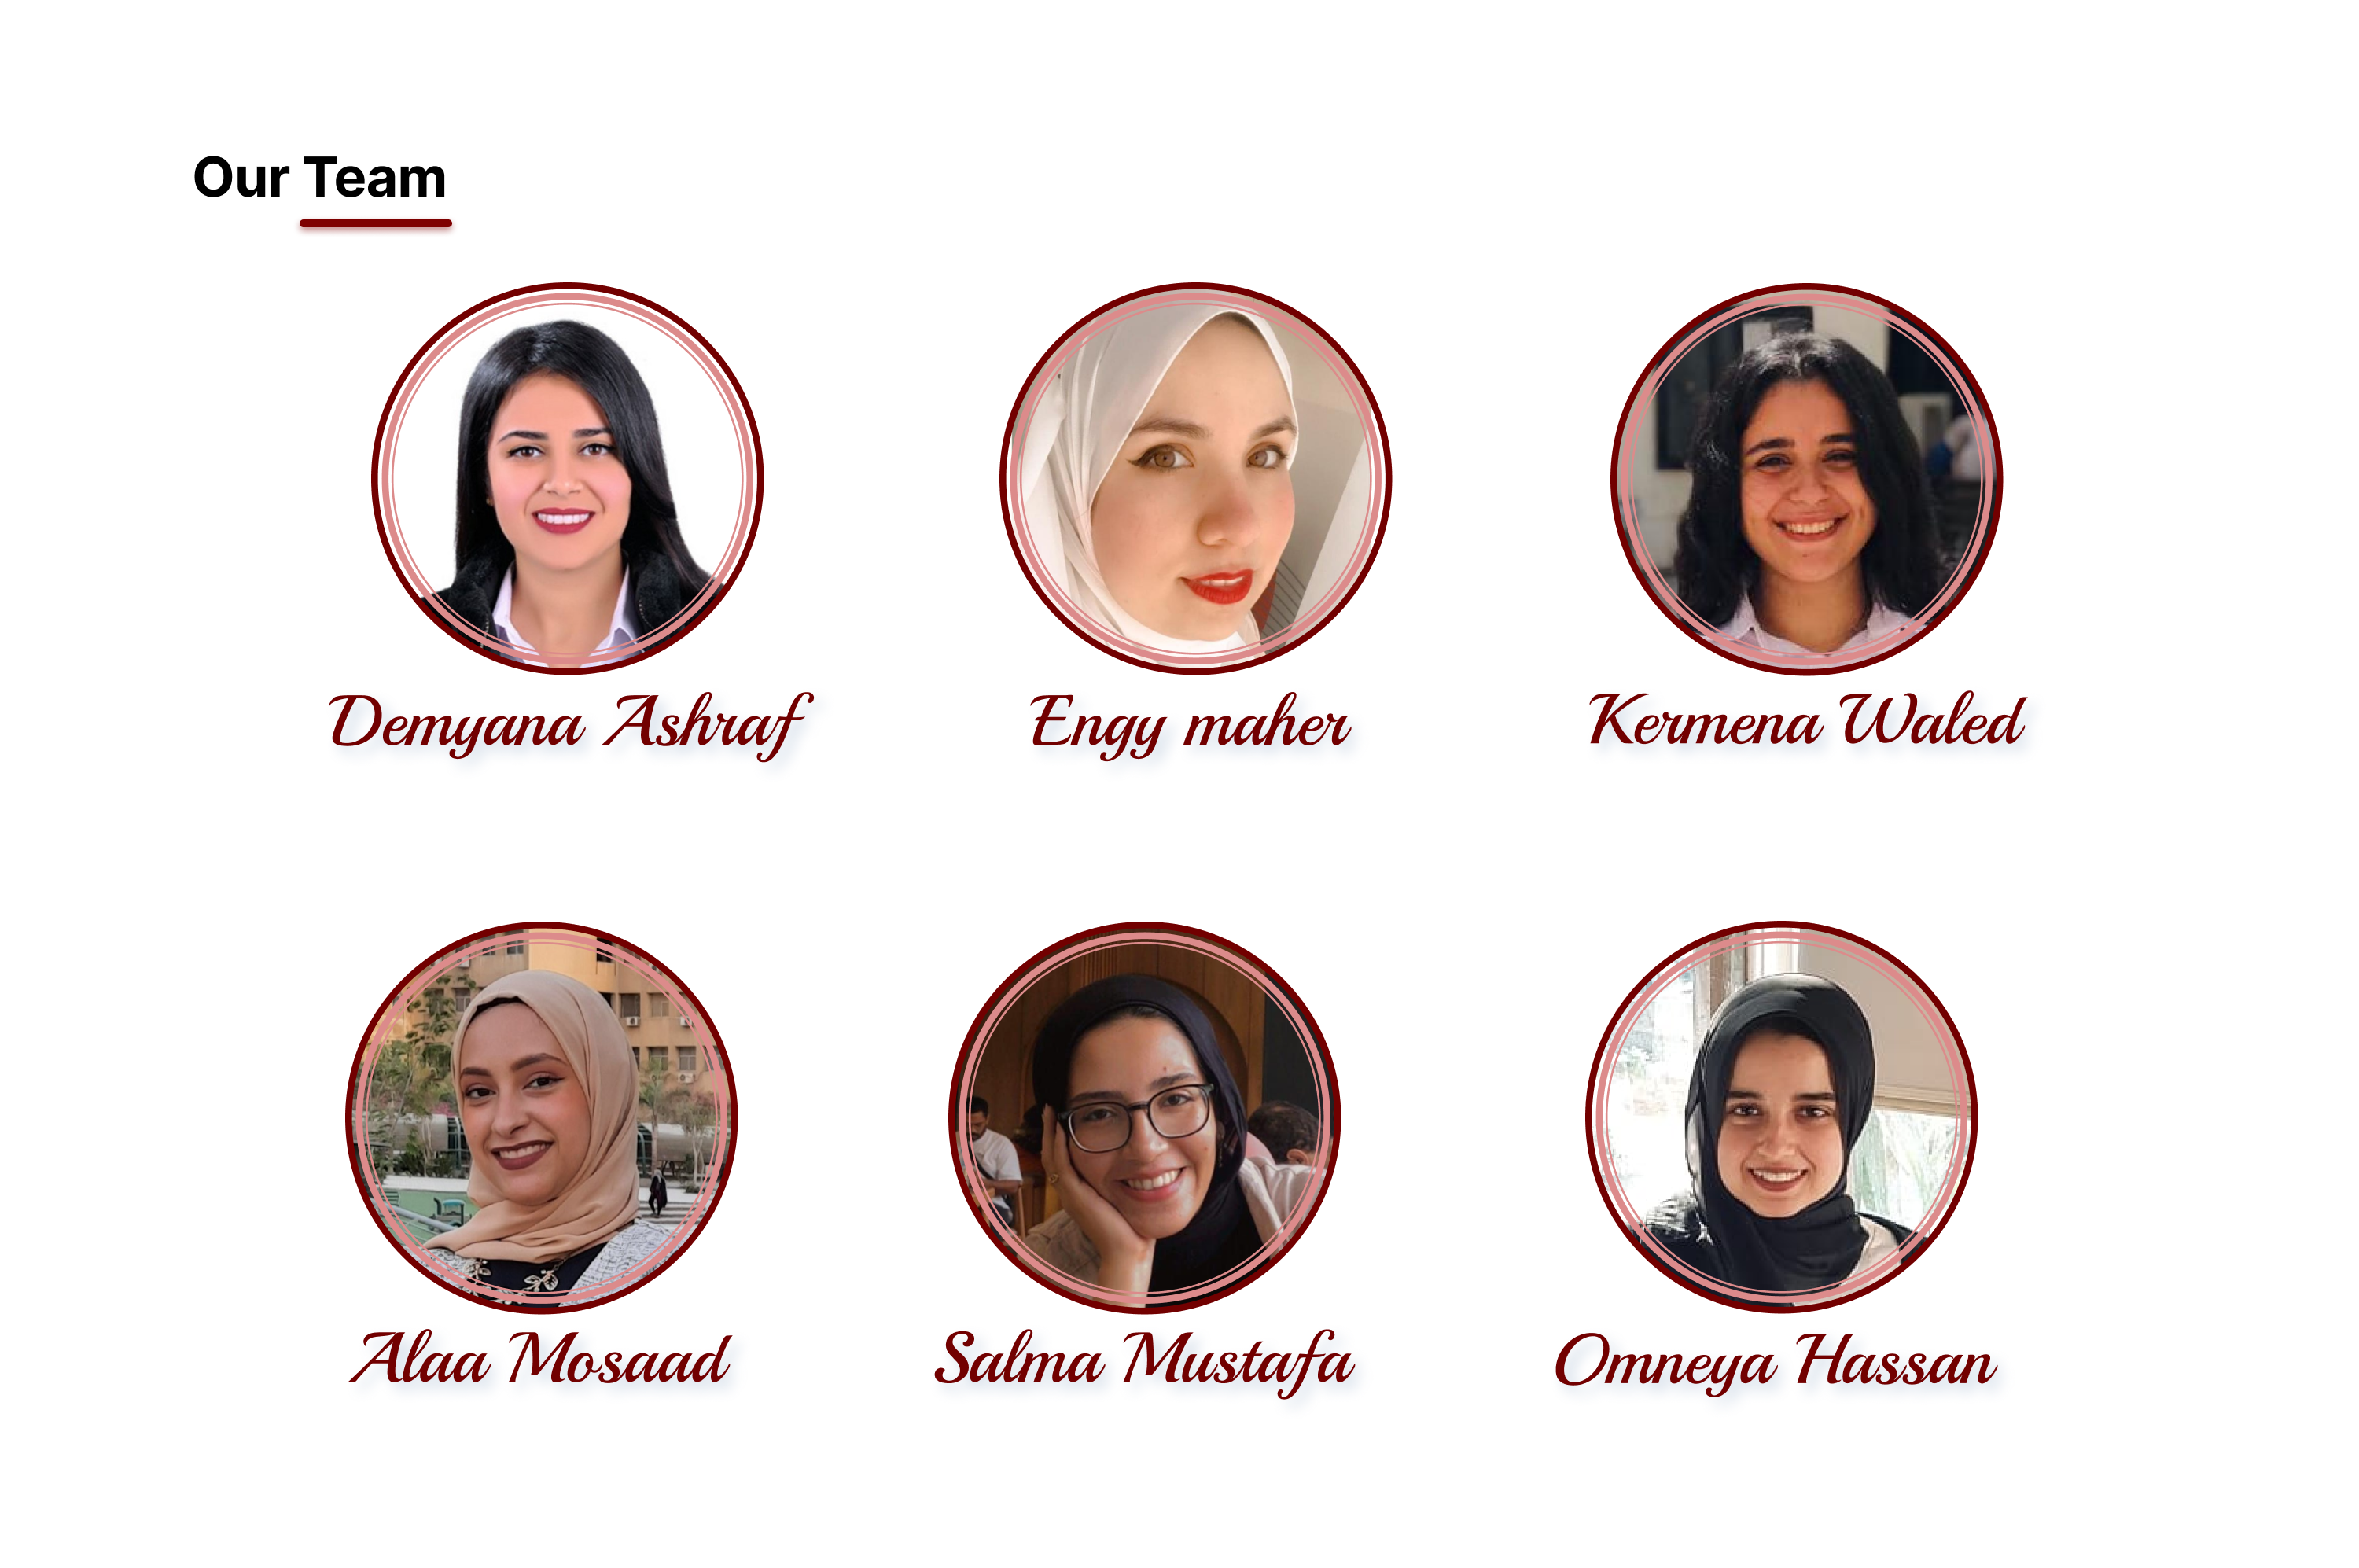 Our Team
Demyana Ashraf
Engy maher
Kermena Waled
Alaa Mosaad
Salma Mustafa
Omneya Hassan